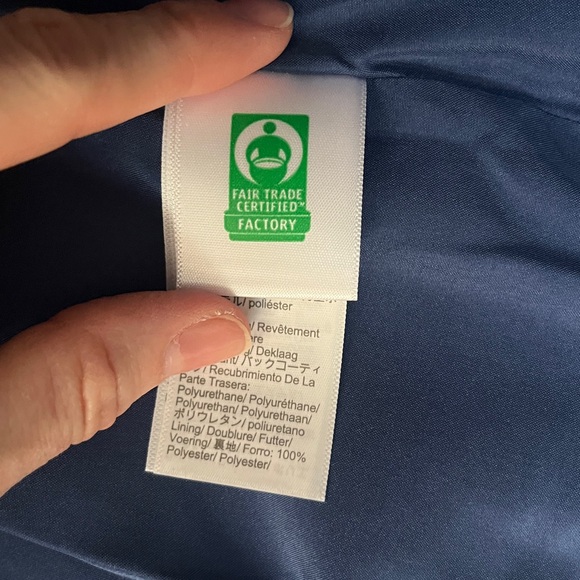 FAIR TRADE
CERTIFIED™
FACTORY
ル/ poliéster
/ Revêtement
/ Deklaag
/ バックコーティ
/ Recubrimiento De La
Parte Trasera:
Polyurethane/ Polyuréthane/
Polyurethan/ Polyurethaan/
ポリウレタン/ poliuretano
Lining/ Doublure/ Futter/
Voering/ 裏地/ Forro: 100%
Polyester/ Polyester/